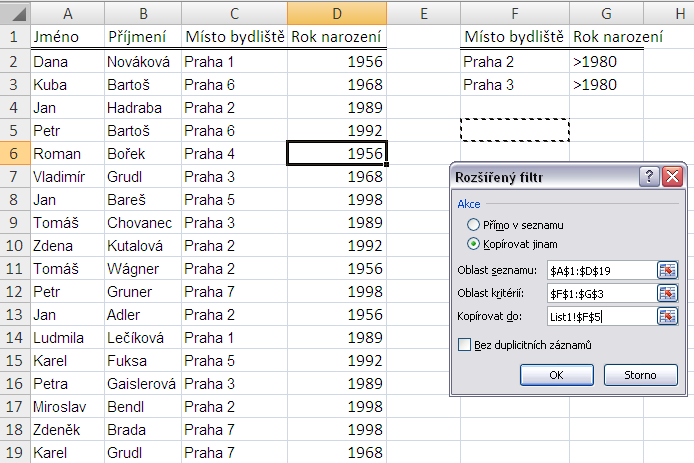 A B C D E F G H
1 Jméno Příjmení Místo bydliště Rok narození Místo bydliště Rok narození
2 Dana Nováková Praha 1 1956 Praha 2 >1980
3 Kuba Bartoš Praha 6 1968 Praha 3 >1980
4 Jan Hadraba Praha 2 1989
5 Petr Bartoš Praha 6 1992
6 Roman Bořek Praha 4 1956
7 Vladimír Grudl Praha 3 1968
8 Jan Bareš Praha 5 1998
9 Tomáš Chovanec Praha 3 1989
10 Zdena Kutalová Praha 2 1992
11 Tomáš Wágner Praha 2 1956
12 Petr Gruner Praha 7 1998
13 Jan Adler Praha 2 1956
14 Ludmila Lečíková Praha 1 1989
15 Karel Fuksa Praha 5 1992
16 Petra Gaislerová Praha 3 1989
17 Miroslav Bendl Praha 2 1998
18 Zdeněk Brada Praha 7 1998
19 Karel Grudl Praha 7 1968
Rozšířený filtr
Akce
Přímo v seznamu
Kopírovat jinam
Oblast seznamu: $A$1:$D$19
Oblast kritérií: $F$1:$G$3
Kopírovat do: List1!$F$5
Bez duplicitních záznamů
OK Storno